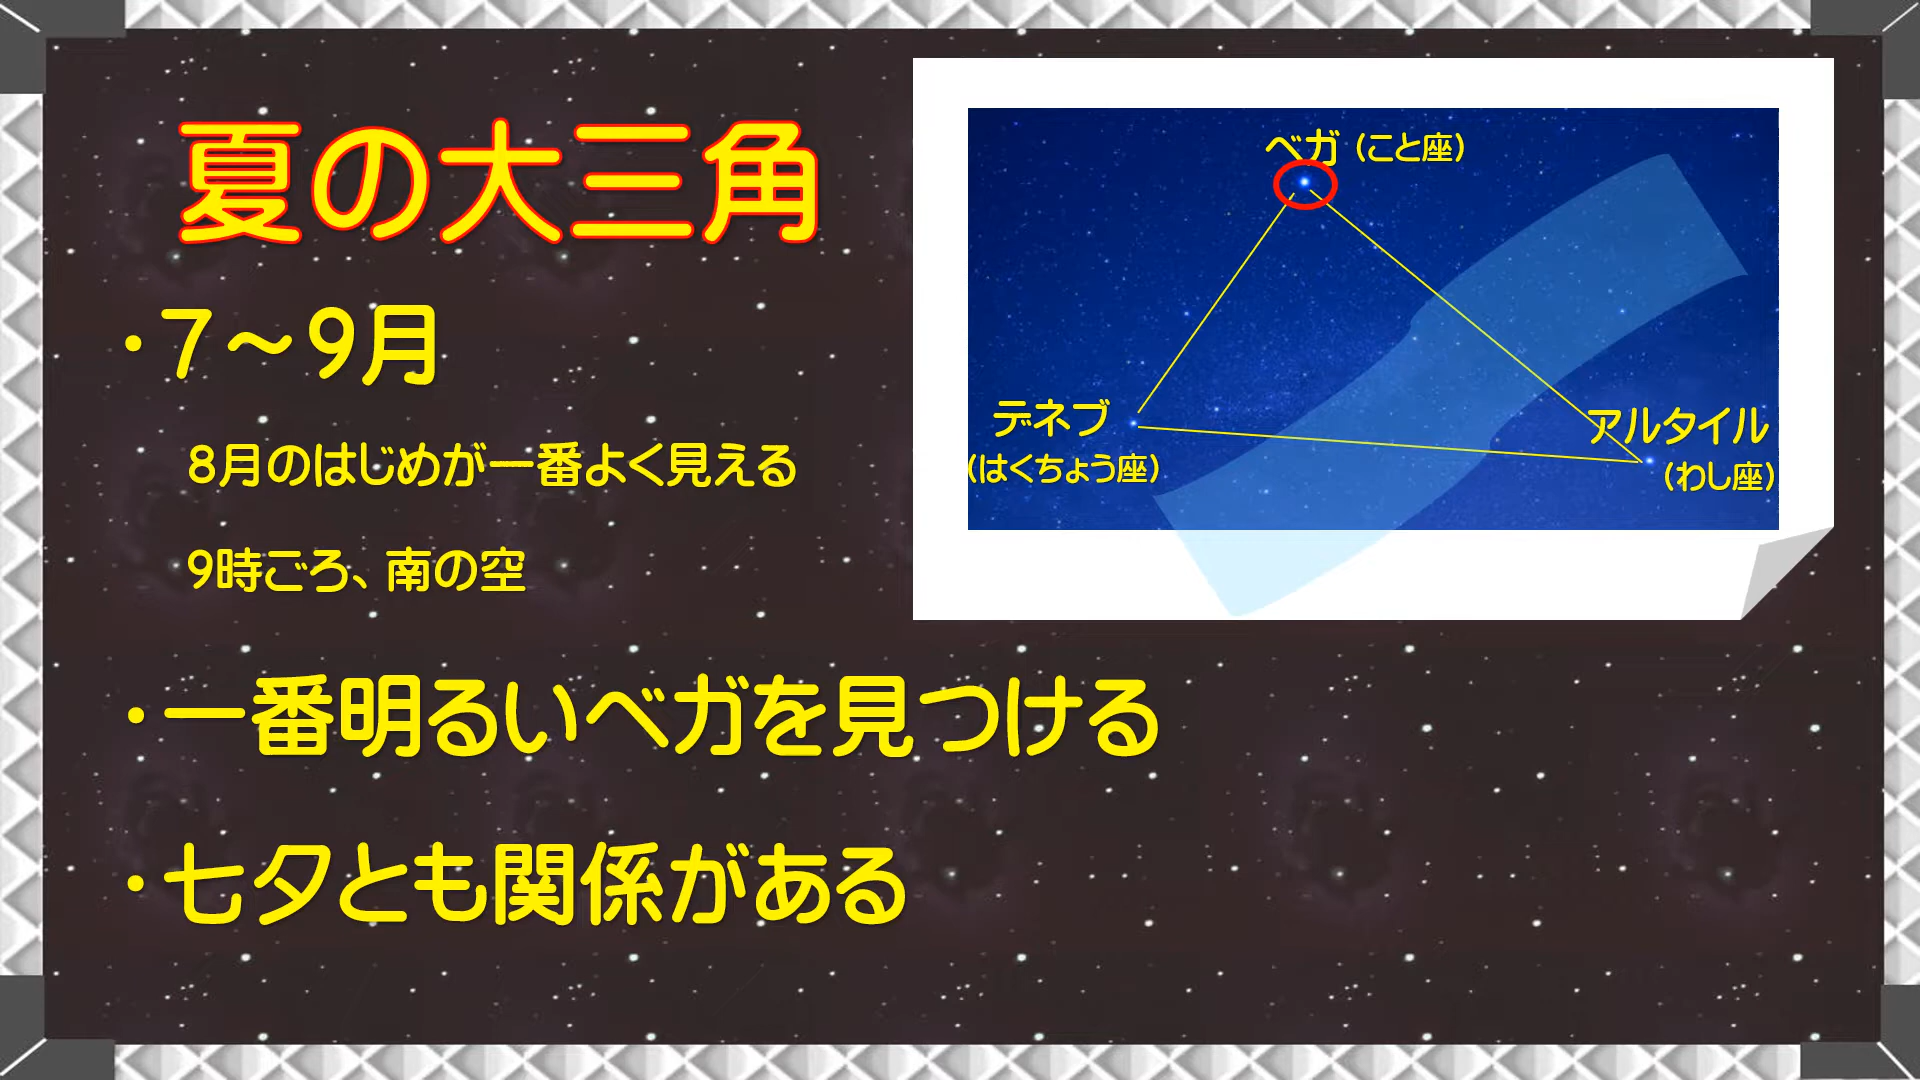 夏の大三角
・7～9月
8月のはじめが一番よく見える
9時ごろ、南の空
・一番明るいベガを見つける
・七夕とも関係がある
ベガ（こと座）
デネブ
（はくちょう座）
アルタイル
（わし座）